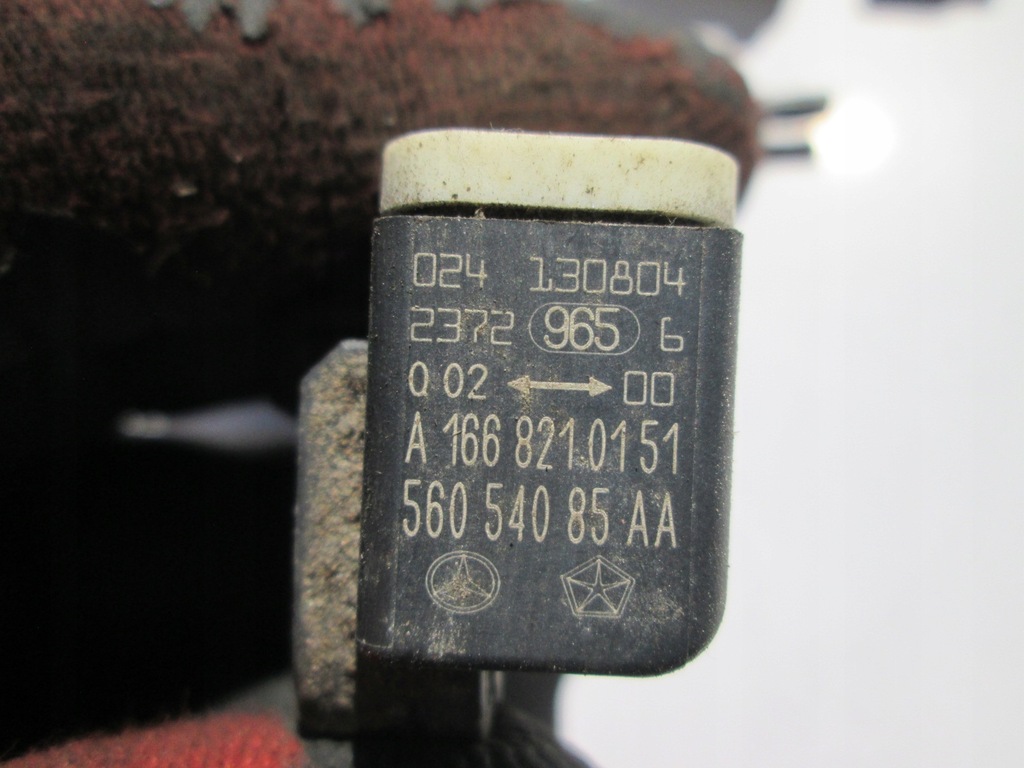 024 130804
2372 965 6
Q 02 ↔ 00
A 166 821 01 51
560 540 85 AA